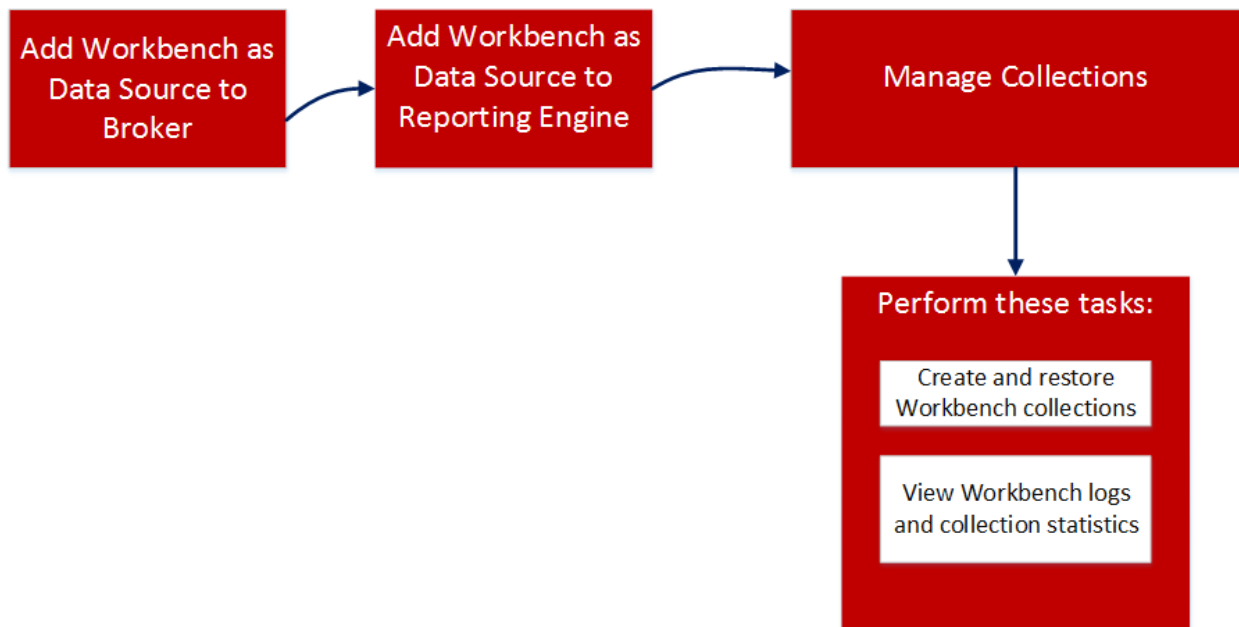 Add Workbench as
Data Source to
Broker
Add Workbench as
Data Source to
Reporting Engine
Manage Collections
Perform these tasks:
Create and restore
Workbench collections
View Workbench logs
and collection statistics